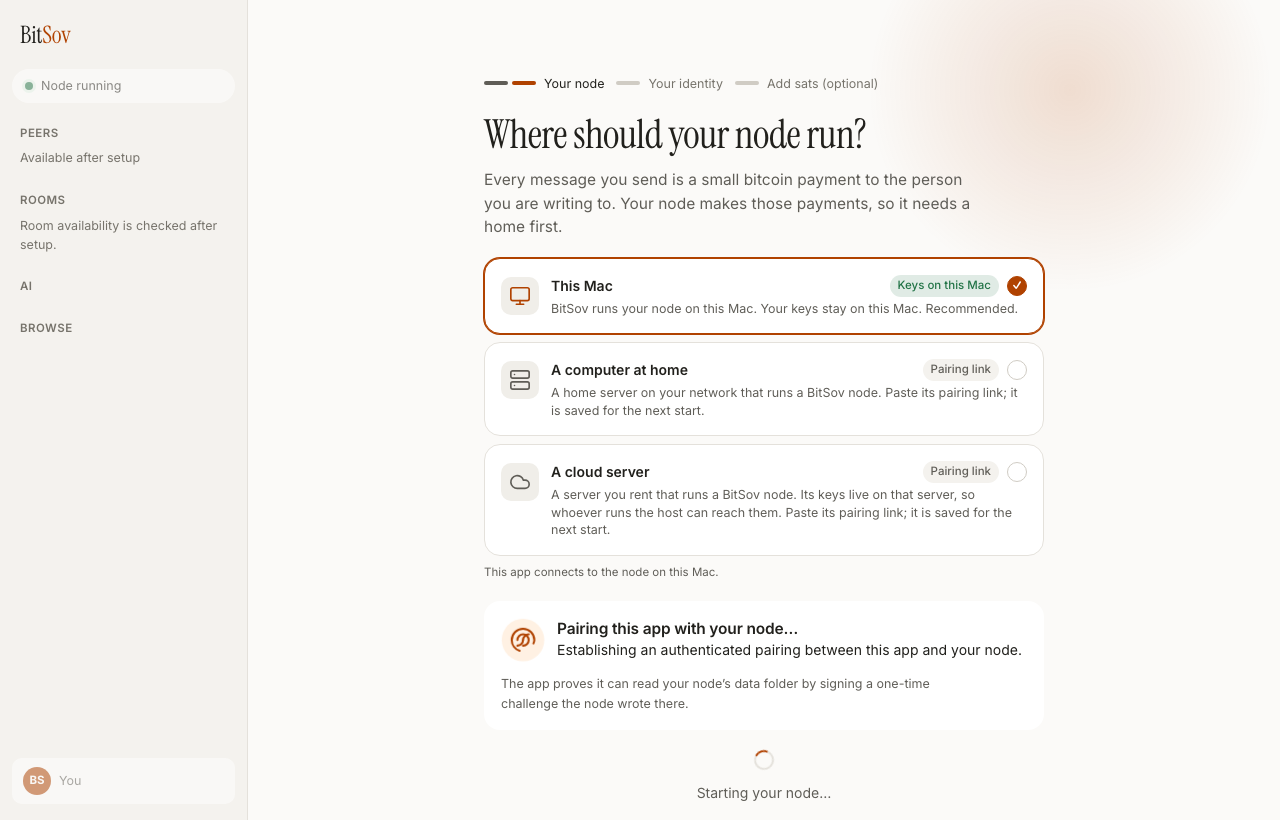 BitSov
Node running
PEERS
Available after setup
ROOMS
Room availability is checked after
setup.
AI
BROWSE
BS You
Your node Your identity Add sats (optional)
Where should your node run?
Every message you send is a small bitcoin payment to the person
you are writing to. Your node makes those payments, so it needs a
home first.
This Mac Keys on this Mac
BitSov runs your node on this Mac. Your keys stay on this Mac. Recommended.
A computer at home Pairing link
A home server on your network that runs a BitSov node. Paste its pairing link; it
is saved for the next start.
A cloud server Pairing link
A server you rent that runs a BitSov node. Its keys live on that server, so
whoever runs the host can reach them. Paste its pairing link; it is saved for the
next start.
This app connects to the node on this Mac.
Pairing this app with your node…
Establishing an authenticated pairing between this app and your node.
The app proves it can read your node’s data folder by signing a one-time
challenge the node wrote there.
Starting your node…